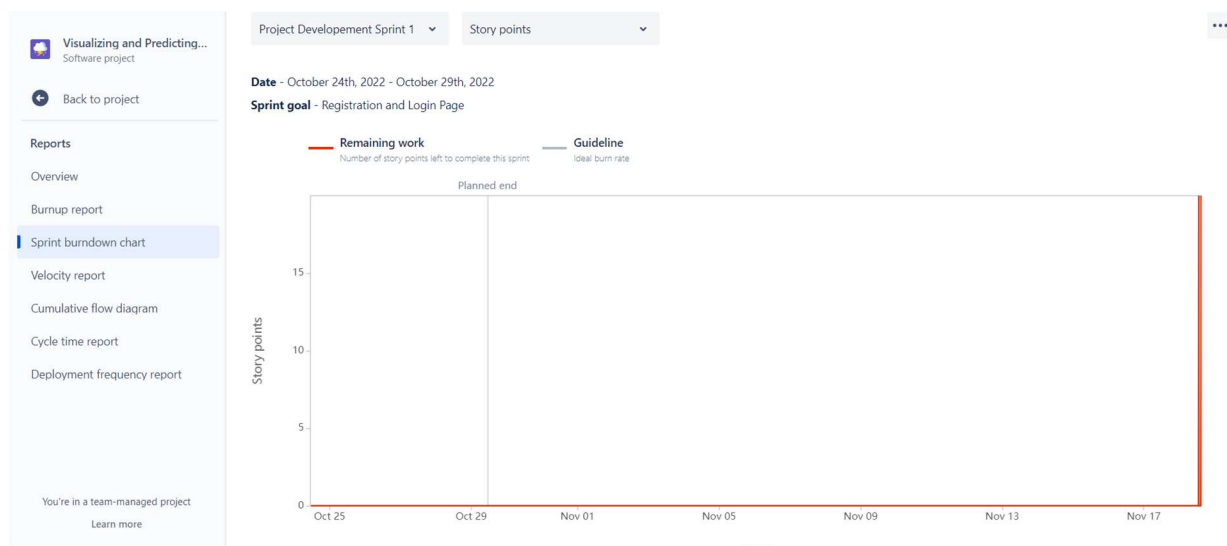 Visualizing and Predicting...
Software project
Back to project
Reports
Overview
Burnup report
Sprint burndown chart
Velocity report
Cumulative flow diagram
Cycle time report
Deployment frequency report
You're in a team-managed project
Learn more
Project Developement Sprint 1
Story points
Date - October 24th, 2022 - October 29th, 2022
Sprint goal - Registration and Login Page
Remaining work
Number of story points left to complete this sprint
Guideline
Ideal burn rate
Planned end
Story points
15
10
5
0
Oct 25 Oct 29 Nov 01 Nov 05 Nov 09 Nov 13 Nov 17